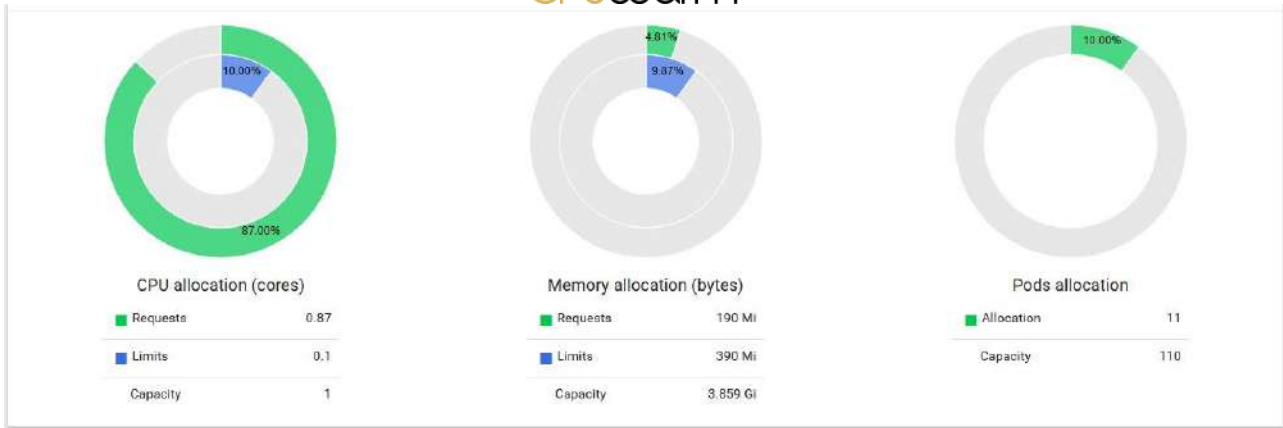 4.81%
10.00%
10.00%
9.87%
87.00%
CPU allocation (cores)
Requests 0.87
Limits 0.1
Capacity 1
Memory allocation (bytes)
Requests 190 Mi
Limits 390 Mi
Capacity 3.859 Gi
Pods allocation
Allocation 11
Capacity 110